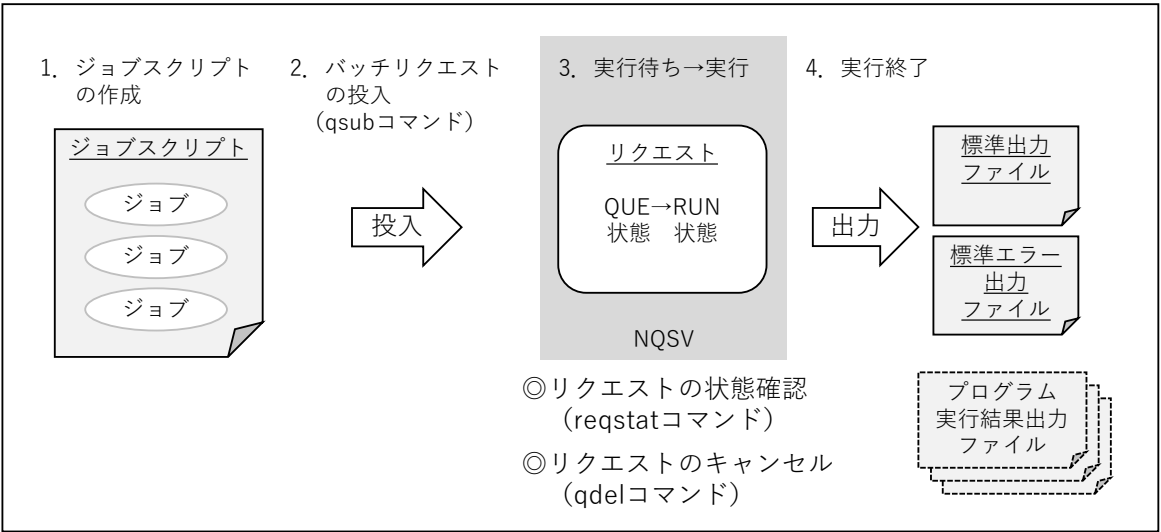 1. ジョブスクリプト
の作成
ジョブスクリプト
ジョブ
ジョブ
ジョブ
2. バッチリクエスト
の投入
（qsubコマンド）
投入
3. 実行待ち→実行
リクエスト
QUE→RUN
状態 状態
NQSV
◎リクエストの状態確認
（reqstatコマンド）
◎リクエストのキャンセル
（qdelコマンド）
4. 実行終了
出力
標準出力
ファイル
標準エラー
出力
ファイル
プログラム
実行結果出力
ファイル